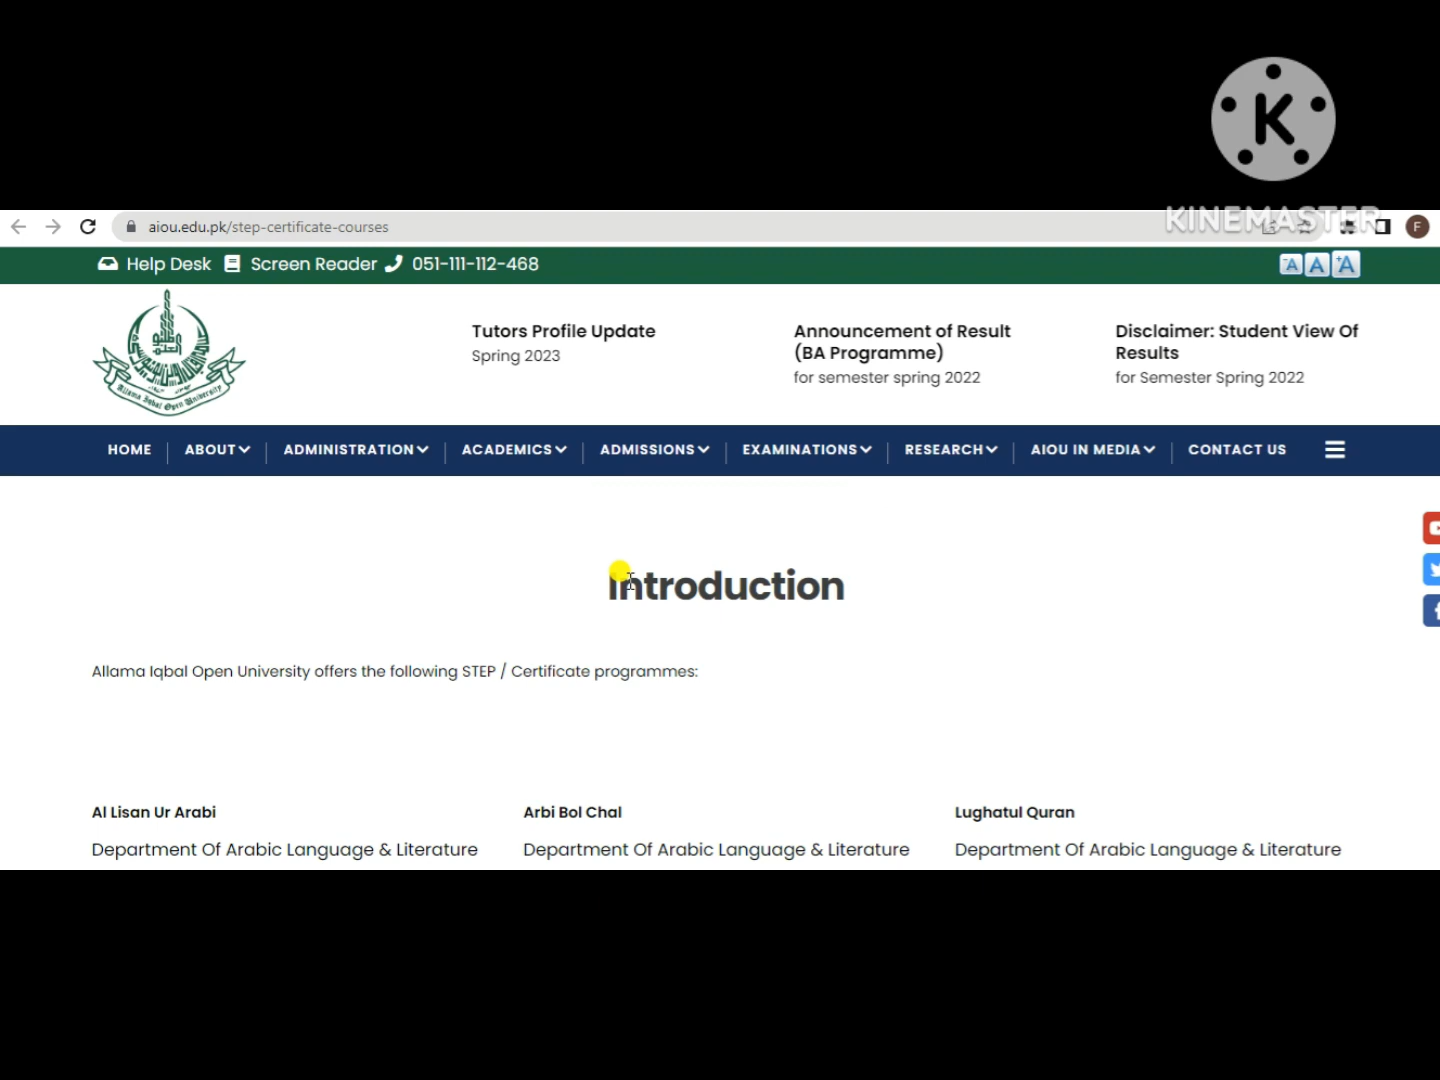 K
KINEMASTER
aiou.edu.pk/step-certificate-courses
F
Help Desk Screen Reader 051-111-112-468
-A A +A
Allama Iqbal Open University
Tutors Profile Update
Spring 2023
Announcement of Result
(BA Programme)
for semester spring 2022
Disclaimer: Student View Of
Results
for Semester Spring 2022
HOME ABOUT ADMINISTRATION ACADEMICS ADMISSIONS EXAMINATIONS RESEARCH AIOU IN MEDIA CONTACT US
Introduction
Allama Iqbal Open University offers the following STEP / Certificate programmes:
Al Lisan Ur Arabi
Department Of Arabic Language & Literature
Arbi Bol Chal
Department Of Arabic Language & Literature
Lughatul Quran
Department Of Arabic Language & Literature